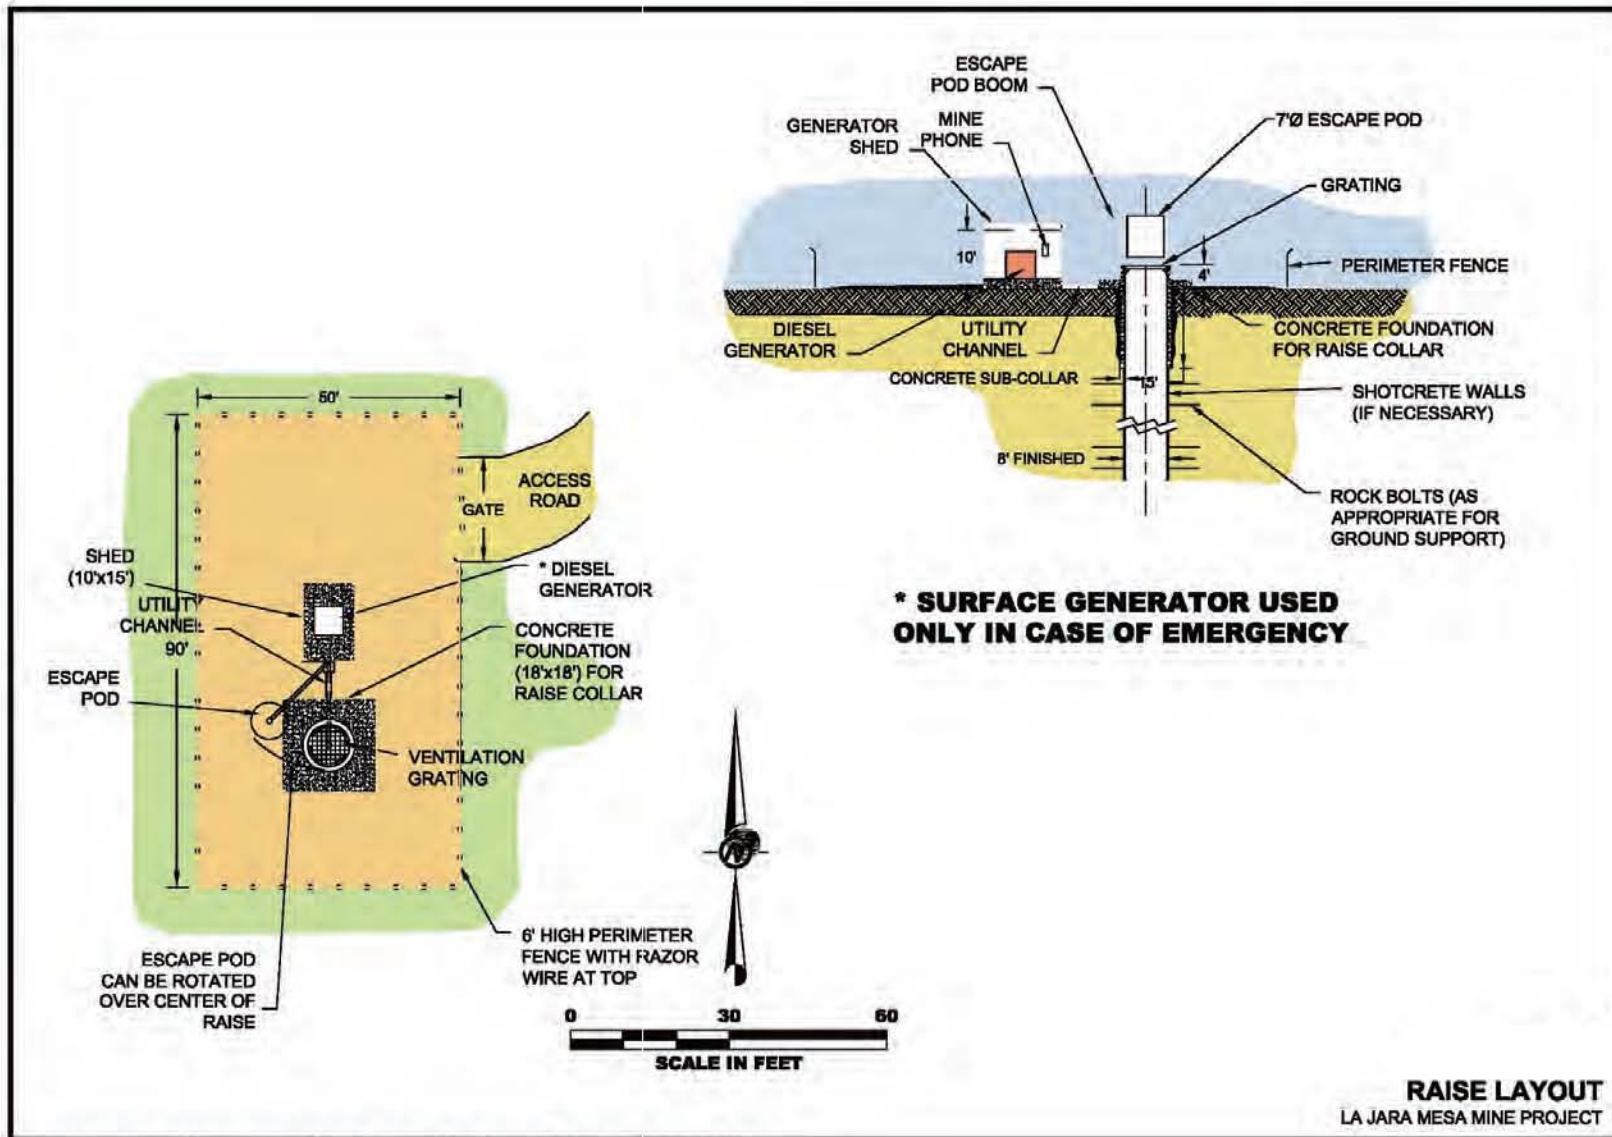 ESCAPE
POD BOOM
MINE
PHONE
GENERATOR
SHED
7'Ø ESCAPE POD
GRATING
10'
4'
PERIMETER FENCE
DIESEL
GENERATOR
UTILITY
CHANNEL
CONCRETE FOUNDATION
FOR RAISE COLLAR
CONCRETE SUB-COLLAR
15'
SHOTCRETE WALLS
(IF NECESSARY)
8' FINISHED
ROCK BOLTS (AS
APPROPRIATE FOR
GROUND SUPPORT)
* SURFACE GENERATOR USED
ONLY IN CASE OF EMERGENCY
50'
ACCESS
ROAD
GATE
SHED
(10'x15')
* DIESEL
GENERATOR
UTILITY
CHANNEL
90'
CONCRETE
FOUNDATION
(18'x18') FOR
RAISE COLLAR
ESCAPE
POD
VENTILATION
GRATING
6' HIGH PERIMETER
FENCE WITH RAZOR
WIRE AT TOP
ESCAPE POD
CAN BE ROTATED
OVER CENTER OF
RAISE
N
0 30 60
SCALE IN FEET
RAISE LAYOUT
LA JARA MESA MINE PROJECT